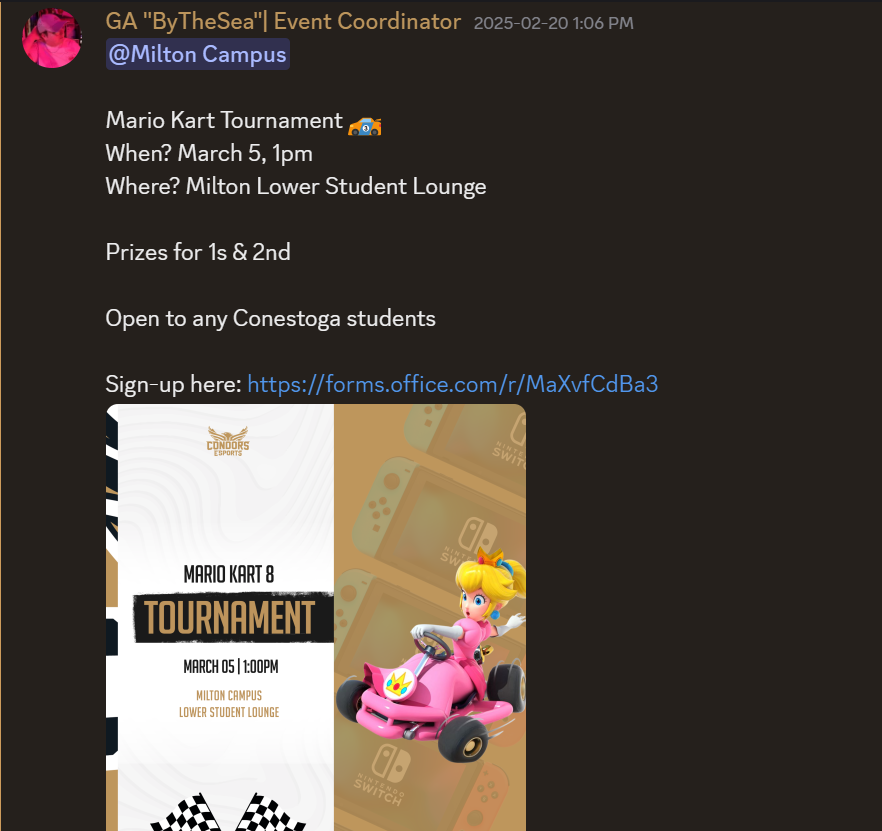 GA "ByTheSea"| Event Coordinator 2025-02-20 1:06 PM
@Milton Campus
Mario Kart Tournament
When? March 5, 1pm
Where? Milton Lower Student Lounge
Prizes for 1s & 2nd
Open to any Conestoga students
Sign-up here: https://forms.office.com/r/MaXvfCdBa3
CONDORS
ESPORTS
MARIO KART 8
TOURNAMENT
MARCH 05 | 1:00PM
MILTON CAMPUS
LOWER STUDENT LOUNGE
NINTENDO
SWITCH